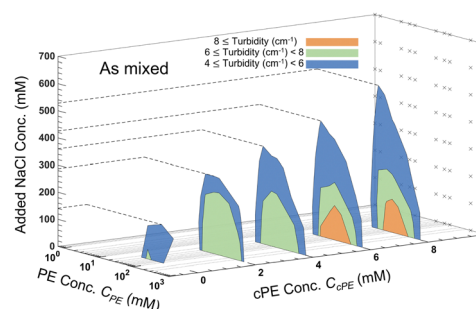 8 ≤ Turbidity (cm⁻¹)
6 ≤ Turbidity (cm⁻¹) < 8
4 ≤ Turbidity (cm⁻¹) < 6
As mixed
Added NaCl Conc. (mM)
700
600
500
400
300
200
100
0
10⁰
10¹
10²
10³
PE Conc. C_PE (mM)
0
2
4
6
8
cPE Conc. C_cPE (mM)